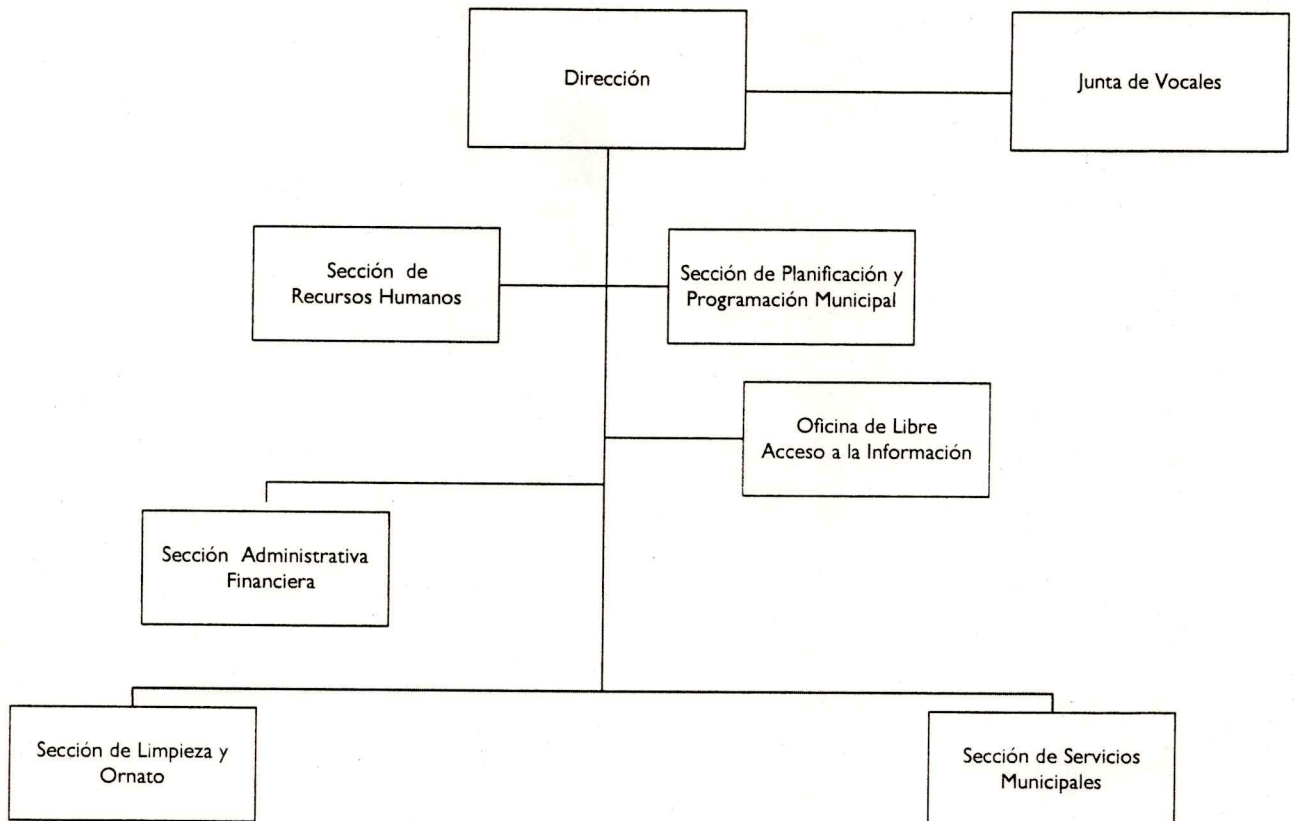 Dirección
Junta de Vocales
Sección de
Recursos Humanos
Sección de Planificación y
Programación Municipal
Oficina de Libre
Acceso a la Información
Sección Administrativa
Financiera
Sección de Limpieza y
Ornato
Sección de Servicios
Municipales